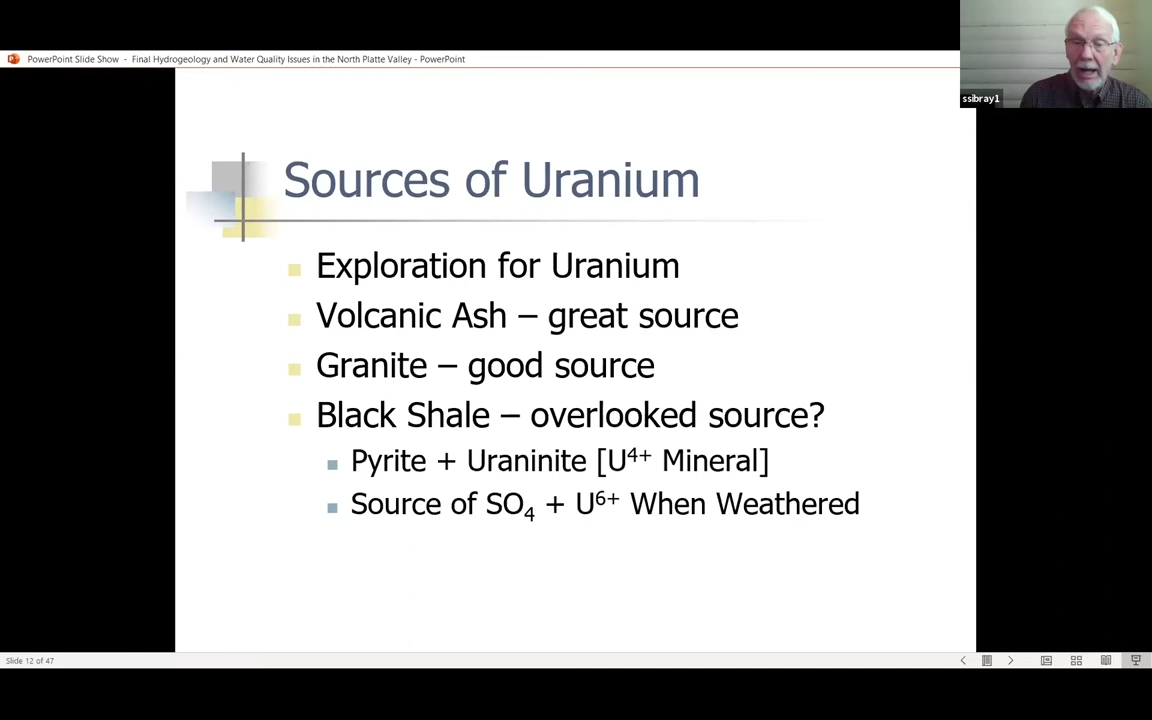 PowerPoint Slide Show - Final Hydrogeology and Water Quality Issues in the North Platte Valley - PowerPoint
ssibray1
Sources of Uranium
Exploration for Uranium
Volcanic Ash – great source
Granite – good source
Black Shale – overlooked source?
Pyrite + Uraninite [U4+ Mineral]
Source of SO4 + U6+ When Weathered
Slide 12 of 47